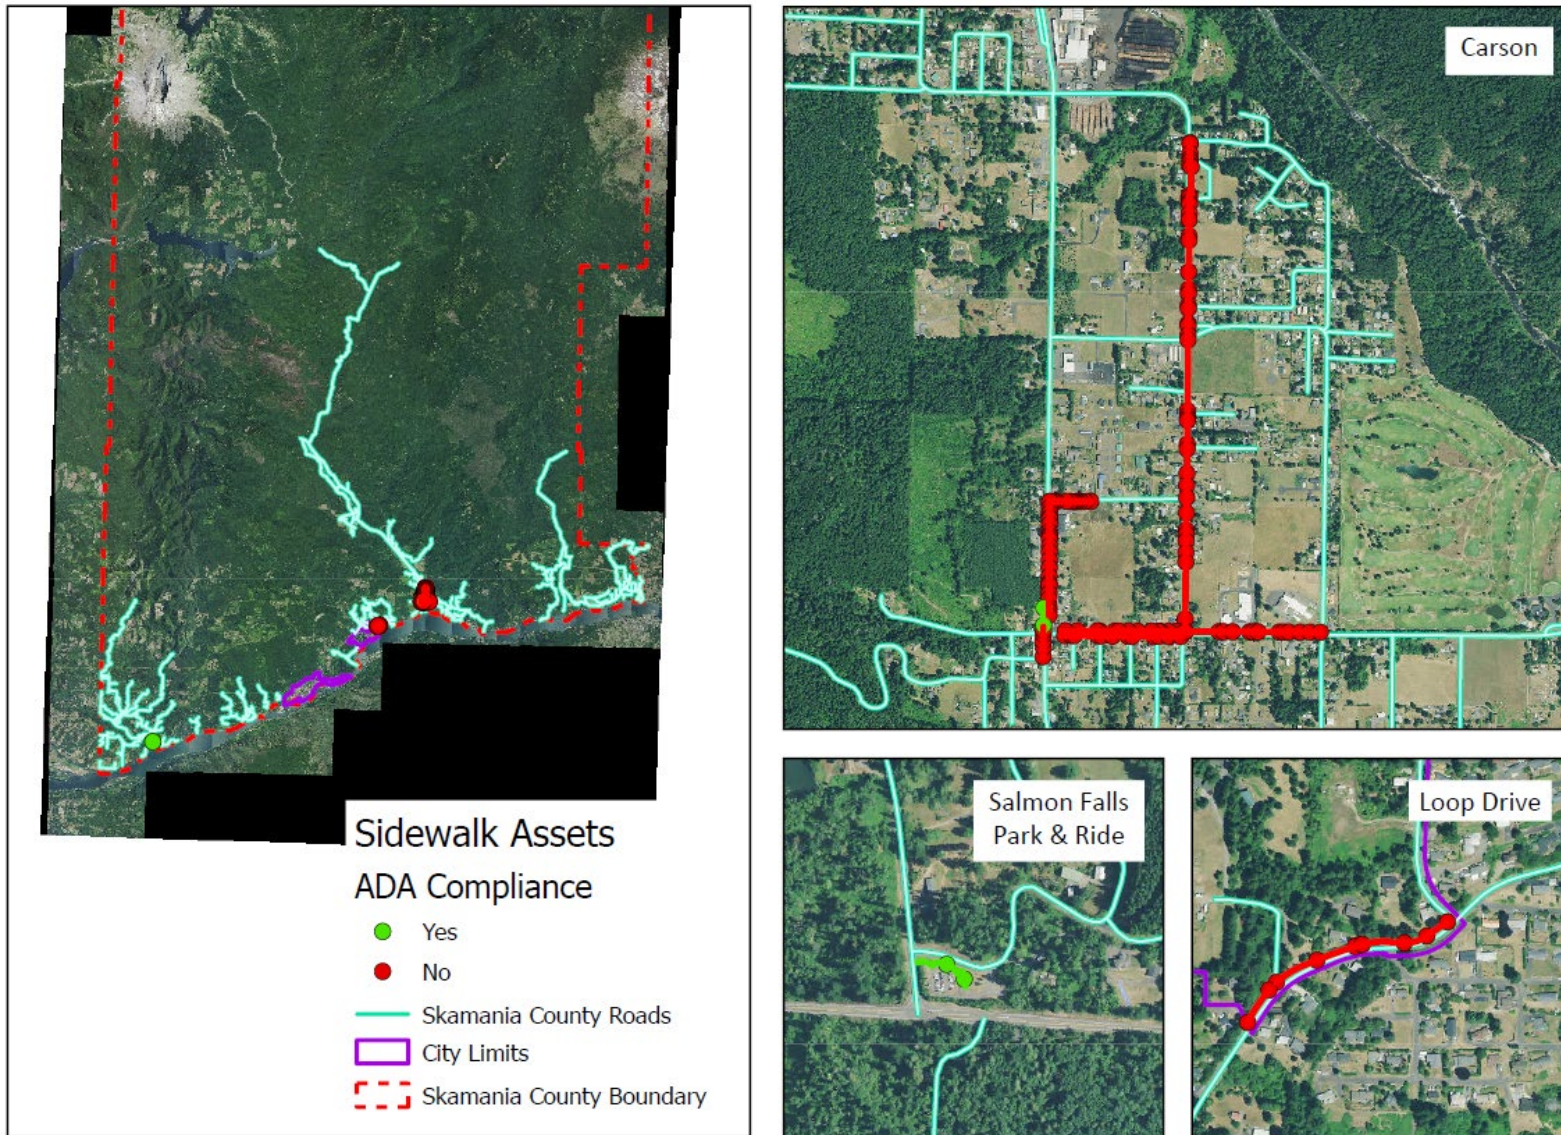 Carson
Salmon Falls
Park & Ride
Loop Drive
Sidewalk Assets
ADA Compliance
Yes
No
Skamania County Roads
City Limits
Skamania County Boundary